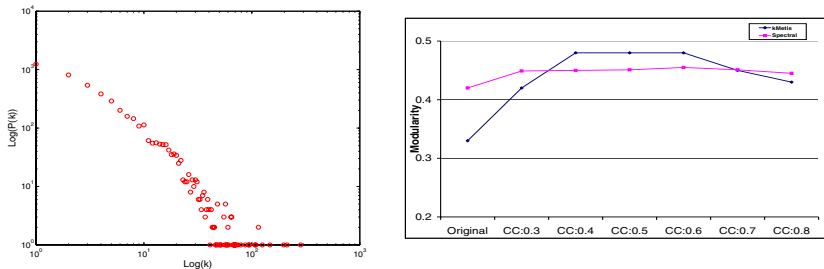 10^4
10^3
10^2
10^1
10^0
Log(P(k))
10^0 10^1 10^2 10^3
Log(k)
kMetis
Spectral
0.5
0.4
0.3
0.2
Modularity
Original CC:0.3 CC:0.4 CC:0.5 CC:0.6 CC:0.7 CC:0.8